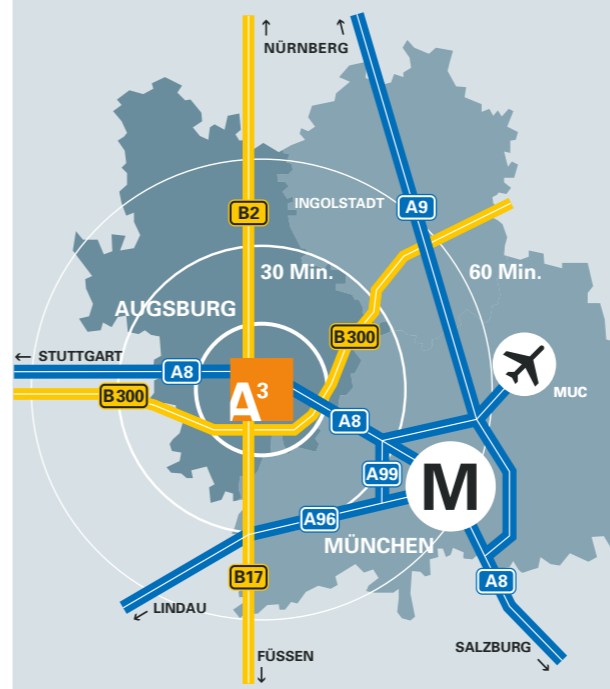 ↑ NÜRNBERG ↑
B2
INGOLSTADT
A9
30 Min.
60 Min.
AUGSBURG
← STUTTGART
B300
A8
A³
MUC
B300
A8
A99
M
A96
MÜNCHEN
B17
A8
← LINDAU
SALZBURG
FÜSSEN